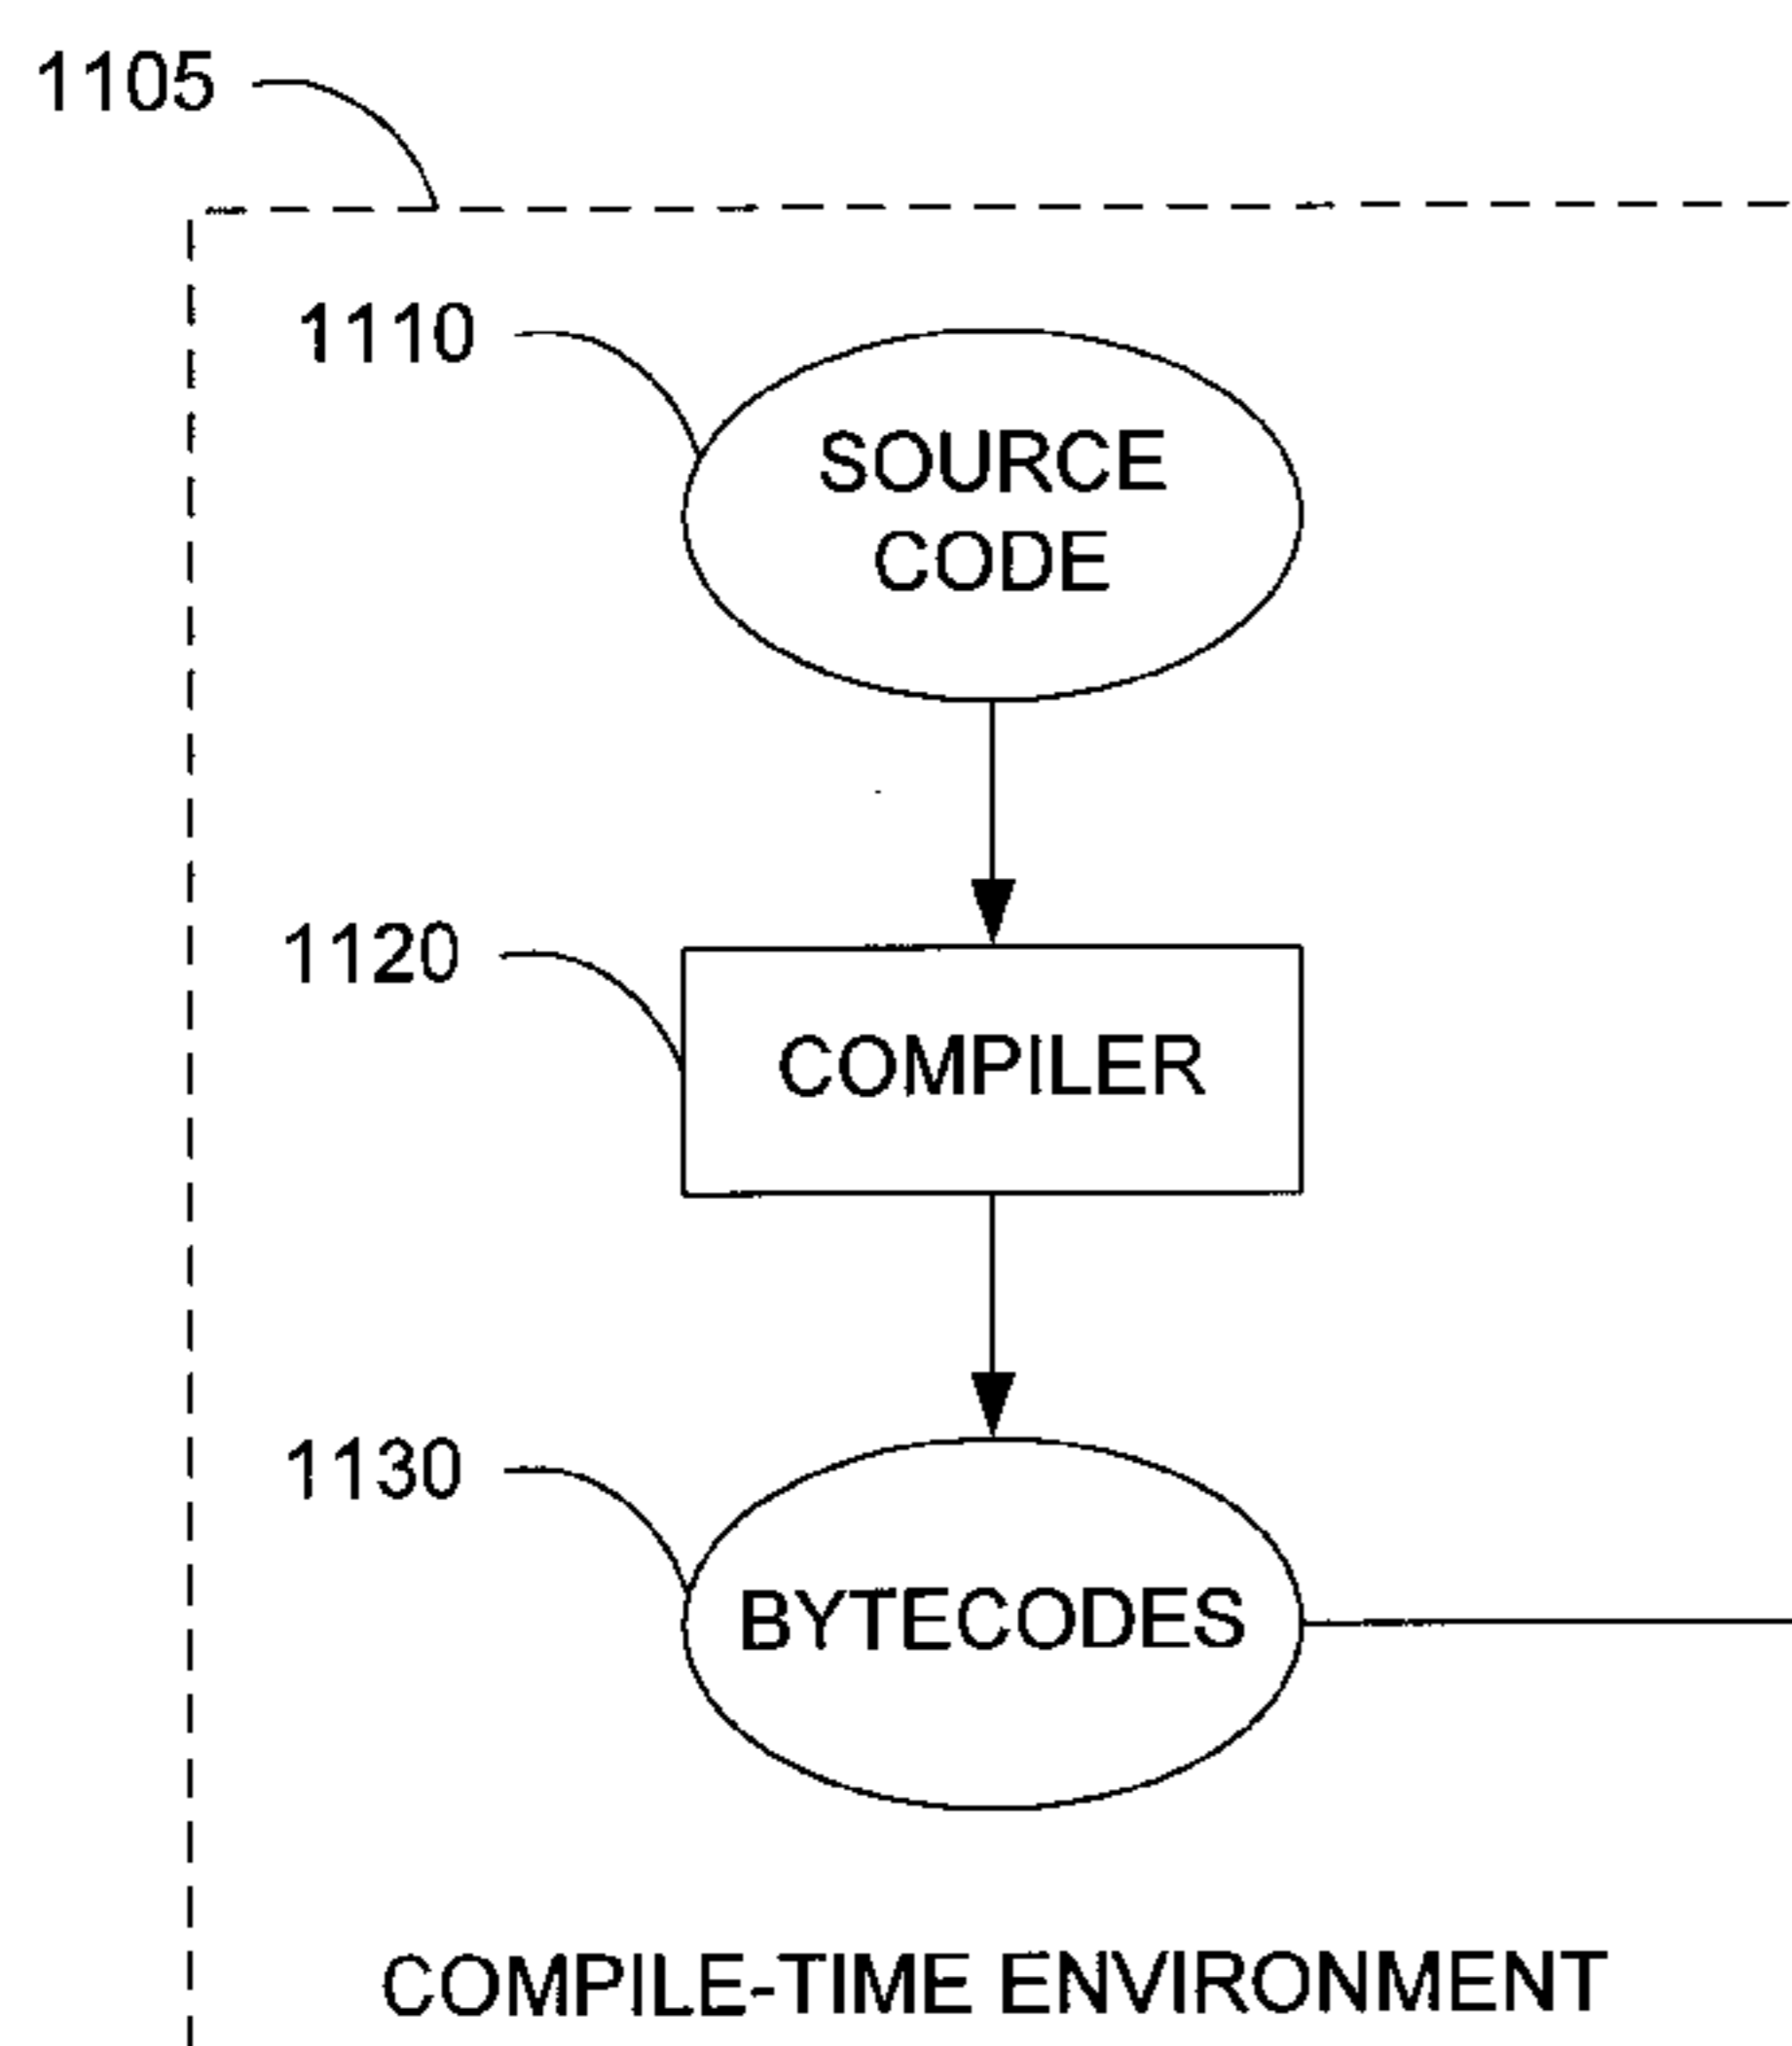 1105
1110
SOURCE
CODE
1120
COMPILER
1130
BYTECODES
COMPILE-TIME ENVIRONMENT